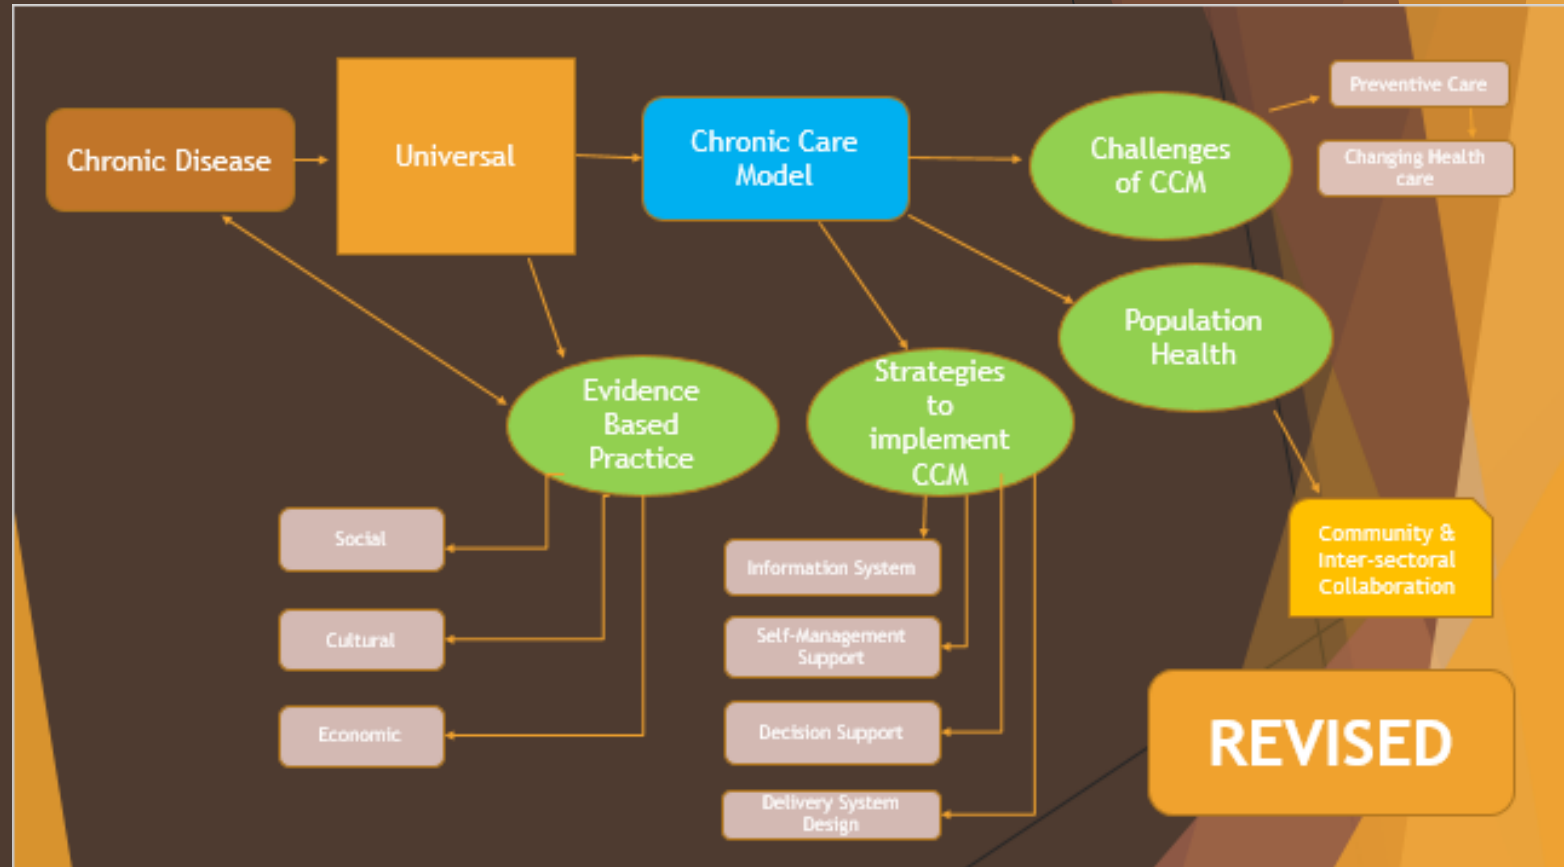 Chronic Disease
Universal
Chronic Care
Model
Challenges
of CCM
Preventive Care
Changing Health
care
Population
Health
Evidence
Based
Practice
Strategies
to
implement
CCM
Community &
Inter-sectoral
Collaboration
Social
Cultural
Economic
Information System
Self-Management
Support
Decision Support
Delivery System
Design
REVISED